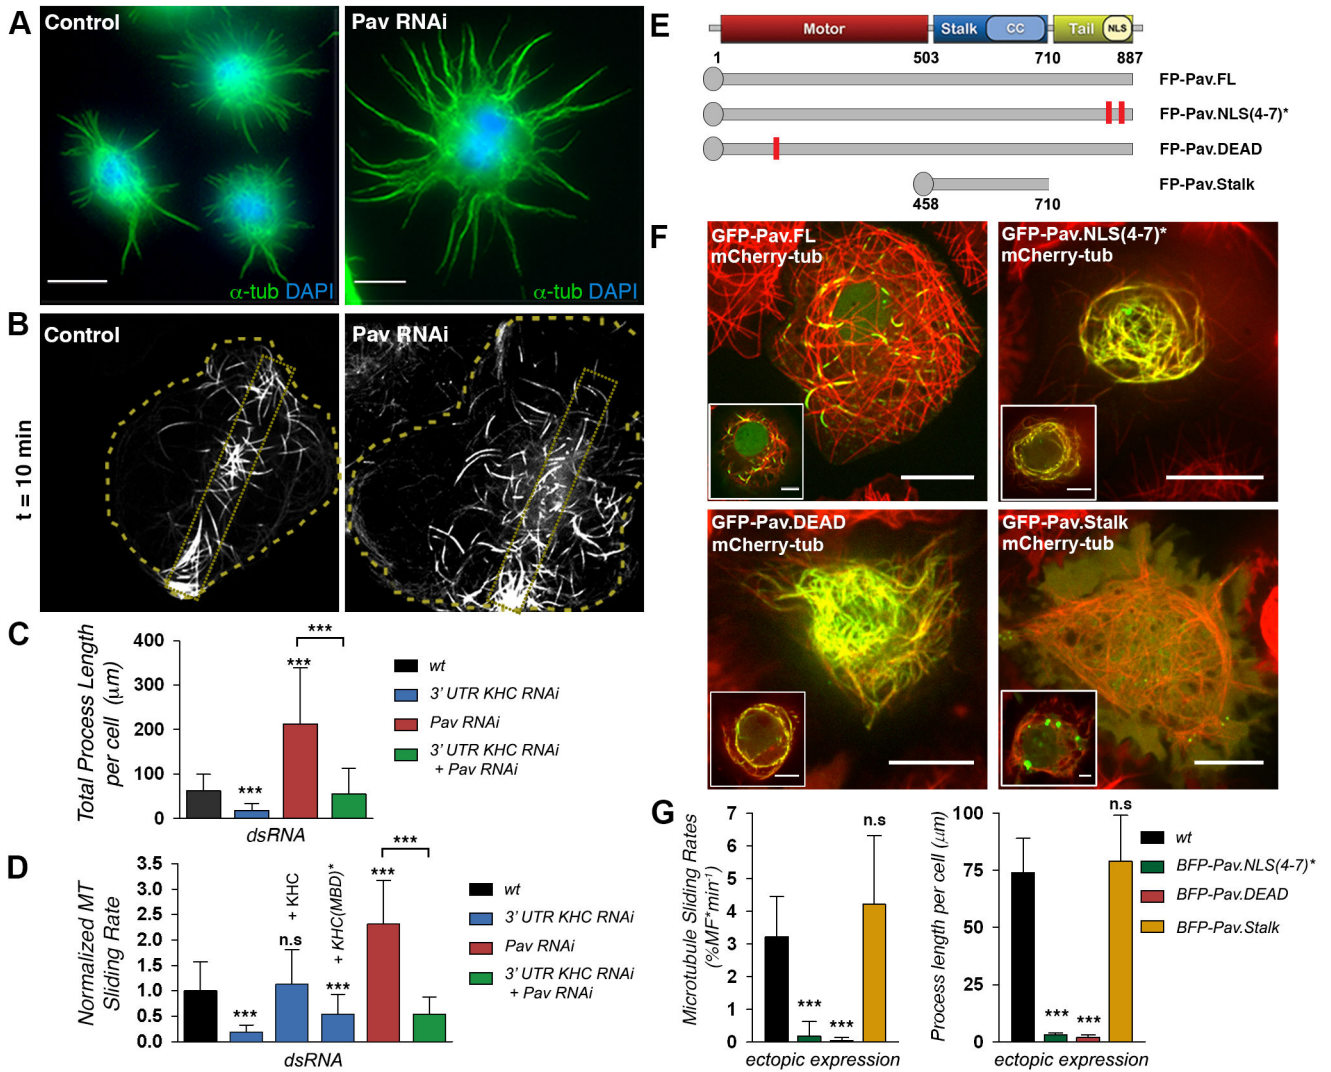 A
Control
α-tub DAPI
Pav RNAi
α-tub DAPI
B
t = 10 min
Control
Pav RNAi
C
Total Process Length
per cell (μm)
400
300
200
100
0
***
***
***
dsRNA
wt
3' UTR KHC RNAi
Pav RNAi
3' UTR KHC RNAi
+ Pav RNAi
D
Normalized MT
Sliding Rate
3.5
3.0
2.5
2.0
1.5
1.0
0.5
0.0
***
n.s
+ KHC
***
+ KHC(MBD)*
***
***
dsRNA
wt
3' UTR KHC RNAi
Pav RNAi
3' UTR KHC RNAi
+ Pav RNAi
E
Motor Stalk CC Tail NLS
1 503 710 887
FP-Pav.FL
FP-Pav.NLS(4-7)*
FP-Pav.DEAD
FP-Pav.Stalk
458 710
F
GFP-Pav.FL
mCherry-tub
GFP-Pav.NLS(4-7)*
mCherry-tub
GFP-Pav.DEAD
mCherry-tub
GFP-Pav.Stalk
mCherry-tub
G
Microtubule Sliding Rates
(%MF*min-1)
7
6
5
4
3
2
1
0
***
***
n.s
ectopic expression
Process length per cell (μm)
100
75
50
25
0
***
***
n.s
ectopic expression
wt
BFP-Pav.NLS(4-7)*
BFP-Pav.DEAD
BFP-Pav.Stalk